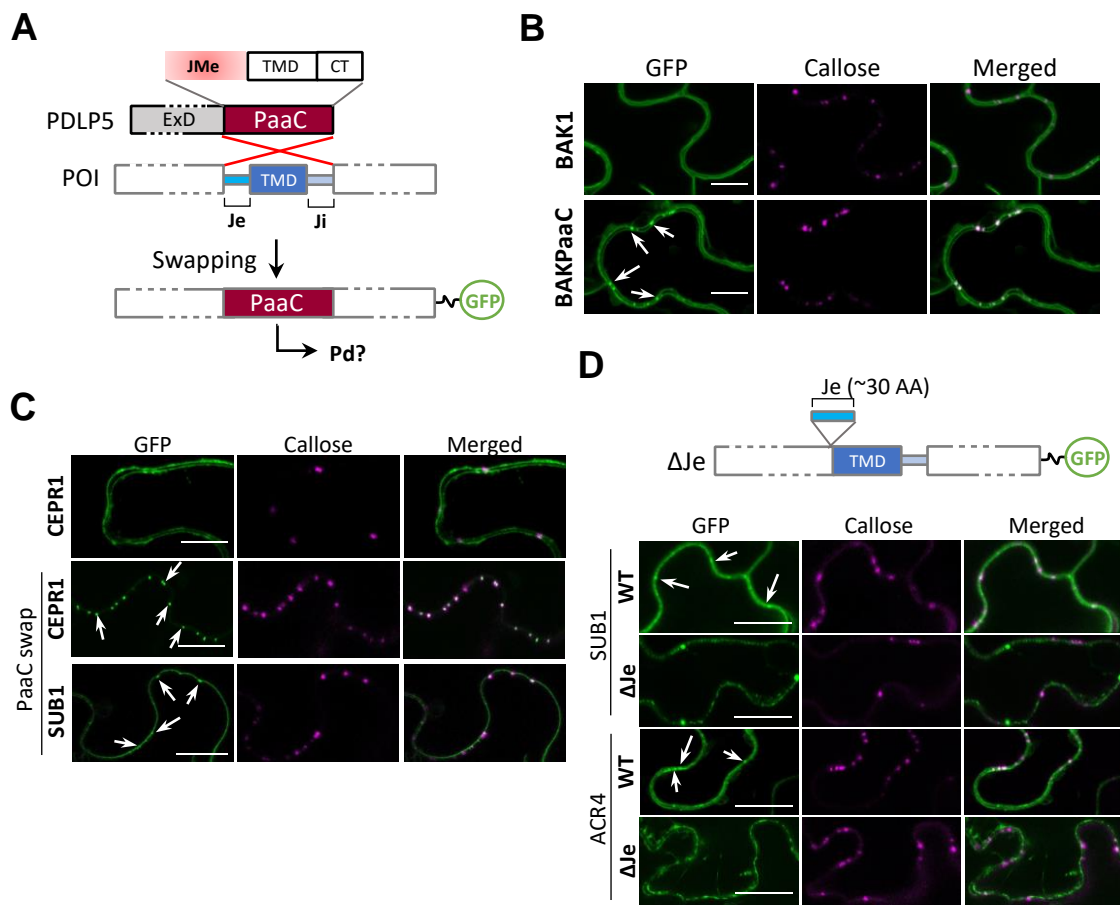 A
JMe TMD CT
PDLP5 ExD PaaC
POI TMD
Je Ji
Swapping
PaaC GFP
Pd?
B
GFP Callose Merged
BAK1
BAKPaaC
C
GFP Callose Merged
CEPR1
PaaC swap
CEPR1
SUB1
D
Je (~30 AA)
ΔJe TMD GFP
GFP Callose Merged
SUB1
WT
ΔJe
ACR4
WT
ΔJe